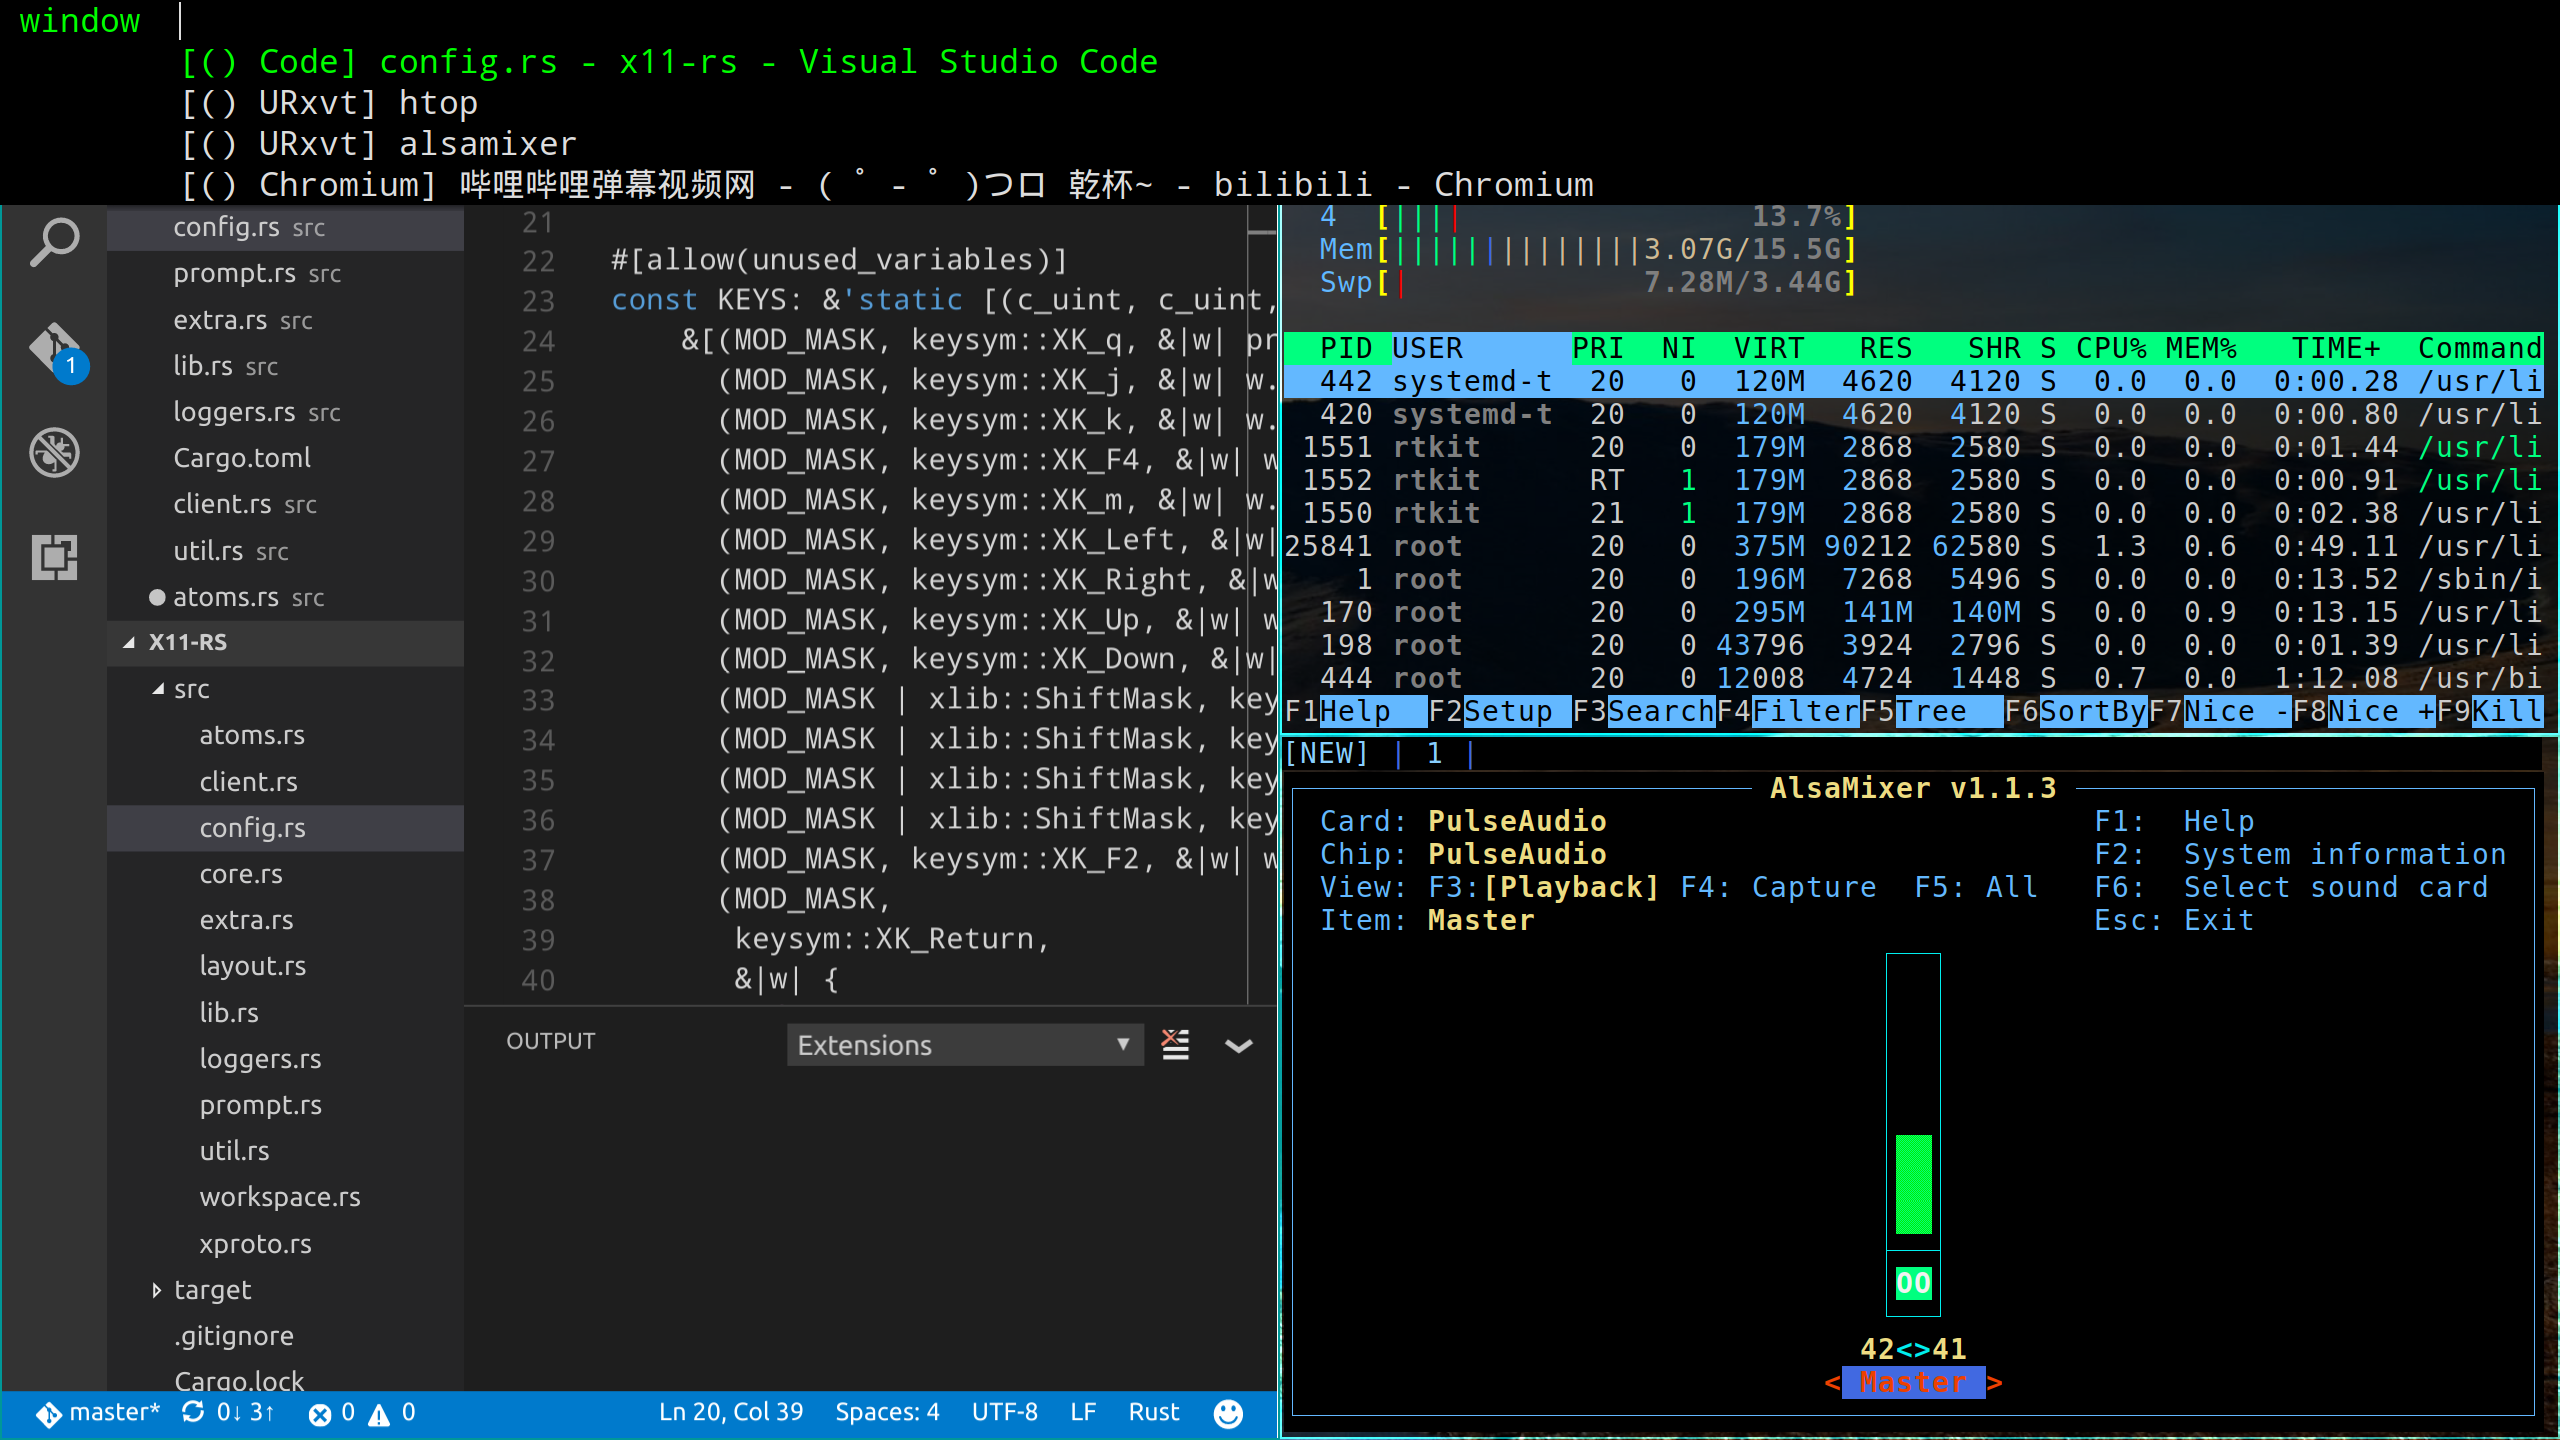 window
[() Code] config.rs - x11-rs - Visual Studio Code
[() URxvt] htop
[() URxvt] alsamixer
[() Chromium] 哔哩哔哩弹幕视频网 - ( ゜- ゜)つロ 乾杯~ - bilibili - Chromium
config.rs src
prompt.rs src
extra.rs src
lib.rs src
loggers.rs src
Cargo.toml
client.rs src
util.rs src
atoms.rs src
X11-RS
src
atoms.rs
client.rs
config.rs
core.rs
extra.rs
layout.rs
lib.rs
loggers.rs
prompt.rs
util.rs
workspace.rs
xproto.rs
target
.gitignore
Cargo.lock
1
21
22 #[allow(unused_variables)]
23 const KEYS: &'static [(c_uint, c_uint,
24 &[(MOD_MASK, keysym::XK_q, &|w| pr
25 (MOD_MASK, keysym::XK_j, &|w| w.
26 (MOD_MASK, keysym::XK_k, &|w| w.
27 (MOD_MASK, keysym::XK_F4, &|w| w
28 (MOD_MASK, keysym::XK_m, &|w| w.
29 (MOD_MASK, keysym::XK_Left, &|w|
30 (MOD_MASK, keysym::XK_Right, &|w
31 (MOD_MASK, keysym::XK_Up, &|w| w
32 (MOD_MASK, keysym::XK_Down, &|w|
33 (MOD_MASK | xlib::ShiftMask, key
34 (MOD_MASK | xlib::ShiftMask, key
35 (MOD_MASK | xlib::ShiftMask, key
36 (MOD_MASK | xlib::ShiftMask, key
37 (MOD_MASK, keysym::XK_F2, &|w| w
38 (MOD_MASK,
39 keysym::XK_Return,
40 &|w| {
OUTPUT Extensions
master* 0↓ 3↑ 0 0 Ln 20, Col 39 Spaces: 4 UTF-8 LF Rust
4 [|||| 13.7%]
Mem[||||||||||||||3.07G/15.5G]
Swp[| 7.28M/3.44G]
PID USER PRI NI VIRT RES SHR S CPU% MEM% TIME+ Command
442 systemd-t 20 0 120M 4620 4120 S 0.0 0.0 0:00.28 /usr/li
420 systemd-t 20 0 120M 4620 4120 S 0.0 0.0 0:00.80 /usr/li
1551 rtkit 20 0 179M 2868 2580 S 0.0 0.0 0:01.44 /usr/li
1552 rtkit RT 1 179M 2868 2580 S 0.0 0.0 0:00.91 /usr/li
1550 rtkit 21 1 179M 2868 2580 S 0.0 0.0 0:02.38 /usr/li
25841 root 20 0 375M 90212 62580 S 1.3 0.6 0:49.11 /usr/li
1 root 20 0 196M 7268 5496 S 0.0 0.0 0:13.52 /sbin/i
170 root 20 0 295M 141M 140M S 0.0 0.9 0:13.15 /usr/li
198 root 20 0 43796 3924 2796 S 0.0 0.0 0:01.39 /usr/li
444 root 20 0 12008 4724 1448 S 0.7 0.0 1:12.08 /usr/bi
F1Help F2Setup F3SearchF4FilterF5Tree F6SortByF7Nice -F8Nice +F9Kill
[NEW] | 1 |
AlsaMixer v1.1.3
Card: PulseAudio F1: Help
Chip: PulseAudio F2: System information
View: F3:[Playback] F4: Capture F5: All F6: Select sound card
Item: Master Esc: Exit
OO
42<>41
< Master >